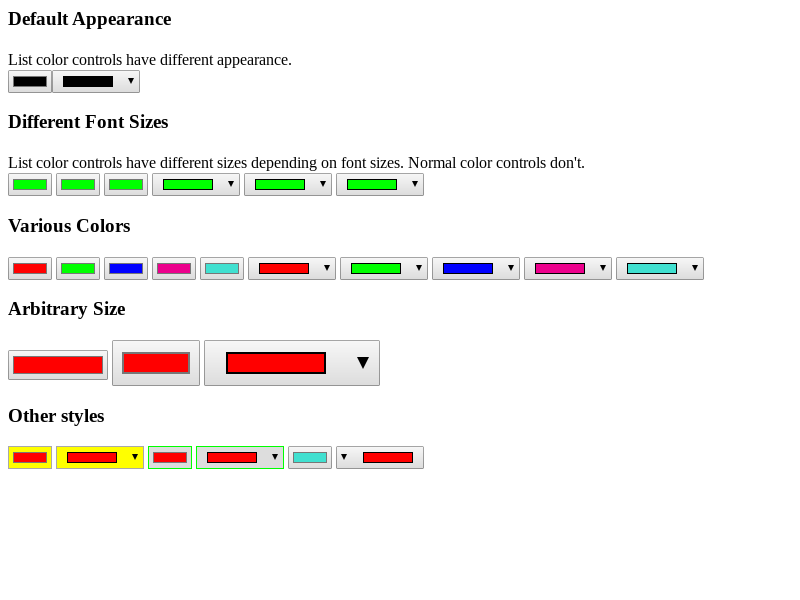 Default Appearance
List color controls have different appearance.
Different Font Sizes
List color controls have different sizes depending on font sizes. Normal color controls don't.
Various Colors
Arbitrary Size
Other styles